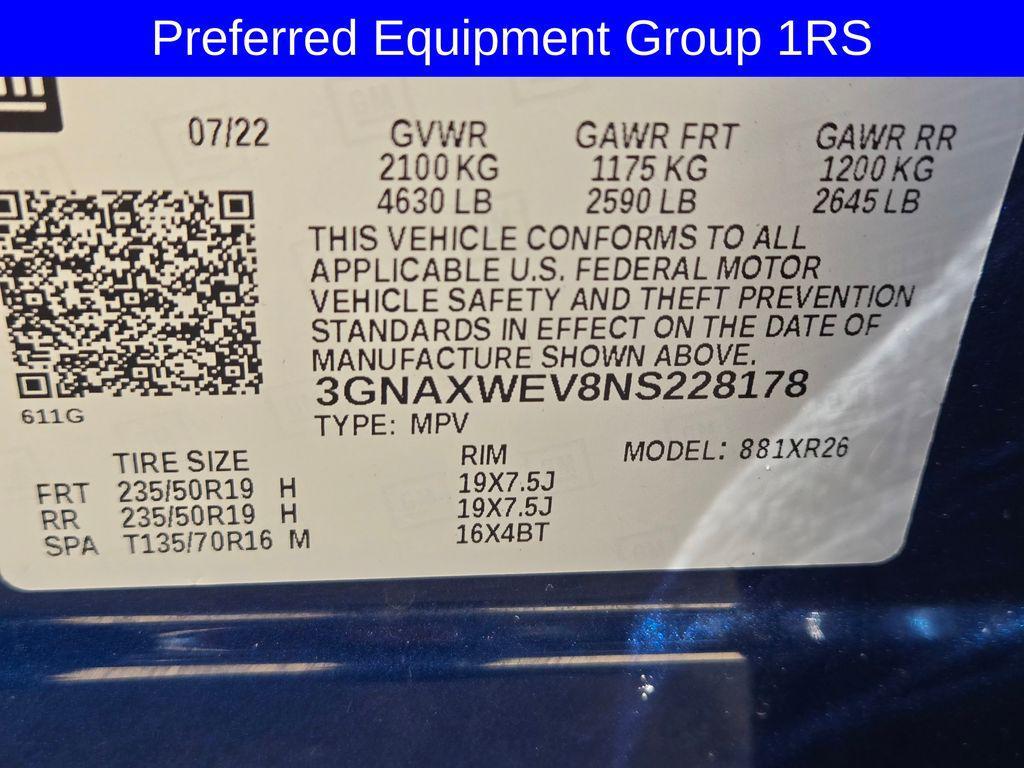 Preferred Equipment Group 1RS
07/22 GVWR GAWR FRT GAWR RR
2100 KG 1175 KG 1200 KG
4630 LB 2590 LB 2645 LB
THIS VEHICLE CONFORMS TO ALL
APPLICABLE U.S. FEDERAL MOTOR
VEHICLE SAFETY AND THEFT PREVENTION
STANDARDS IN EFFECT ON THE DATE OF
MANUFACTURE SHOWN ABOVE.
3GNAXWEV8NS228178
611G
TYPE: MPV
TIRE SIZE RIM MODEL: 881XR26
FRT 235/50R19 H 19X7.5J
RR 235/50R19 H 19X7.5J
SPA T135/70R16 M 16X4BT